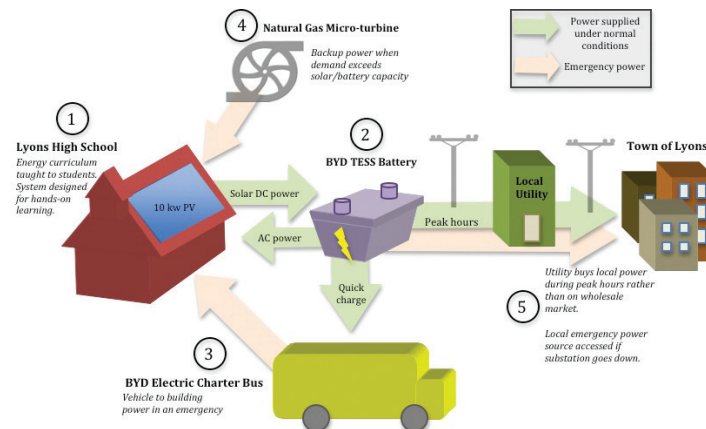 4
Natural Gas Micro-turbine
Backup power when
demand exceeds
solar/battery capacity
Power supplied
under normal
conditions
Emergency power
1
Lyons High School
Energy curriculum
taught to students.
System designed
for hands-on
learning.
10 kw PV
Solar DC power
AC power
2
BYD TESS Battery
Peak hours
Local
Utility
Town of Lyons
Quick
charge
3
BYD Electric Charter Bus
Vehicle to building
power in an emergency
5
Utility buys local power
during peak hours rather
than on wholesale
market.
Local emergency power
source accessed if
substation goes down.